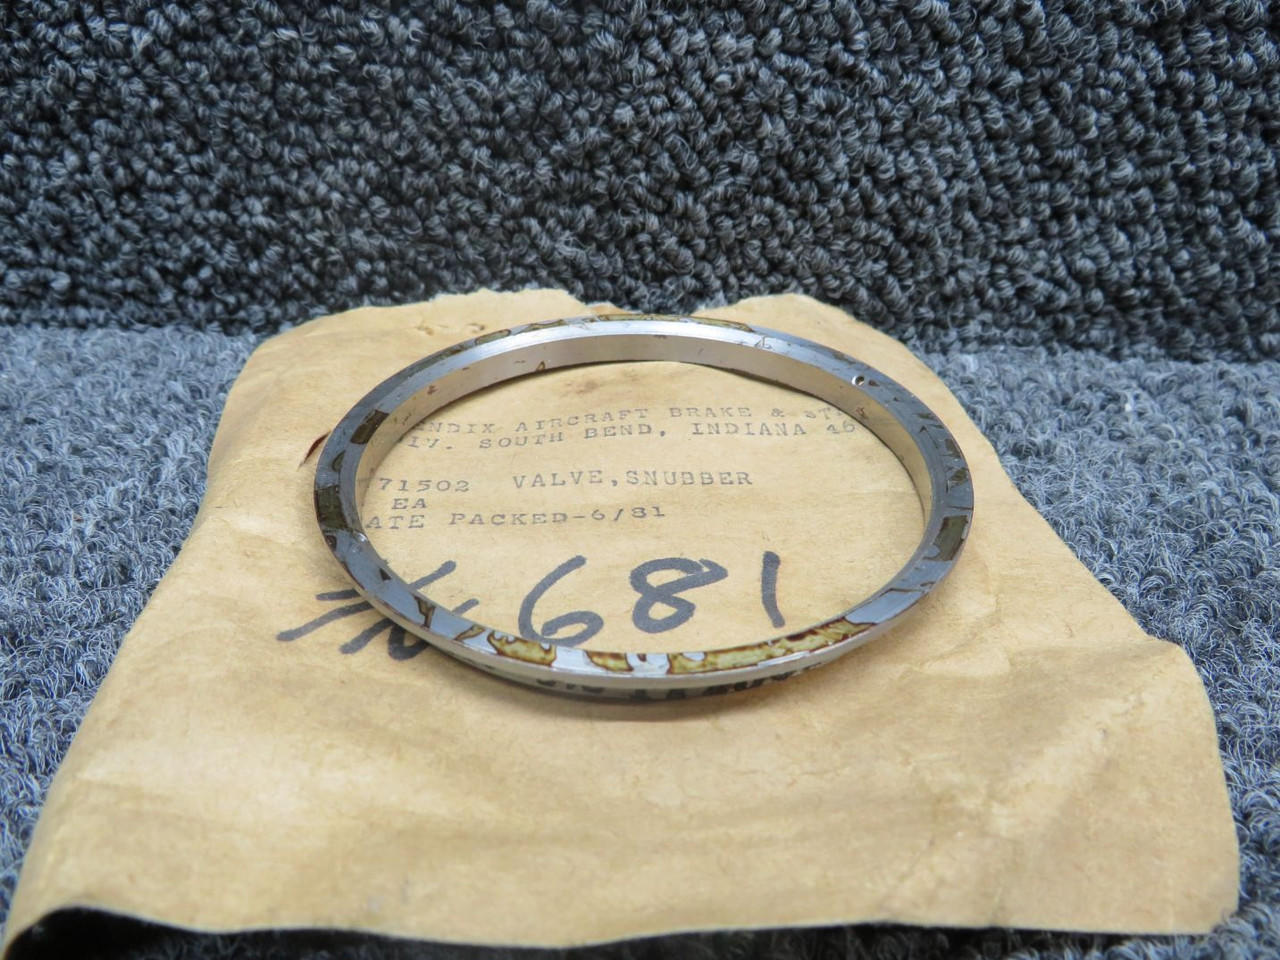 ENDIX AIRCRAFT BRAKE & ST
IV. SOUTH BEND, INDIANA 46
71502 VALVE, SNUBBER
EA
ATE PACKED-6/81
# 681